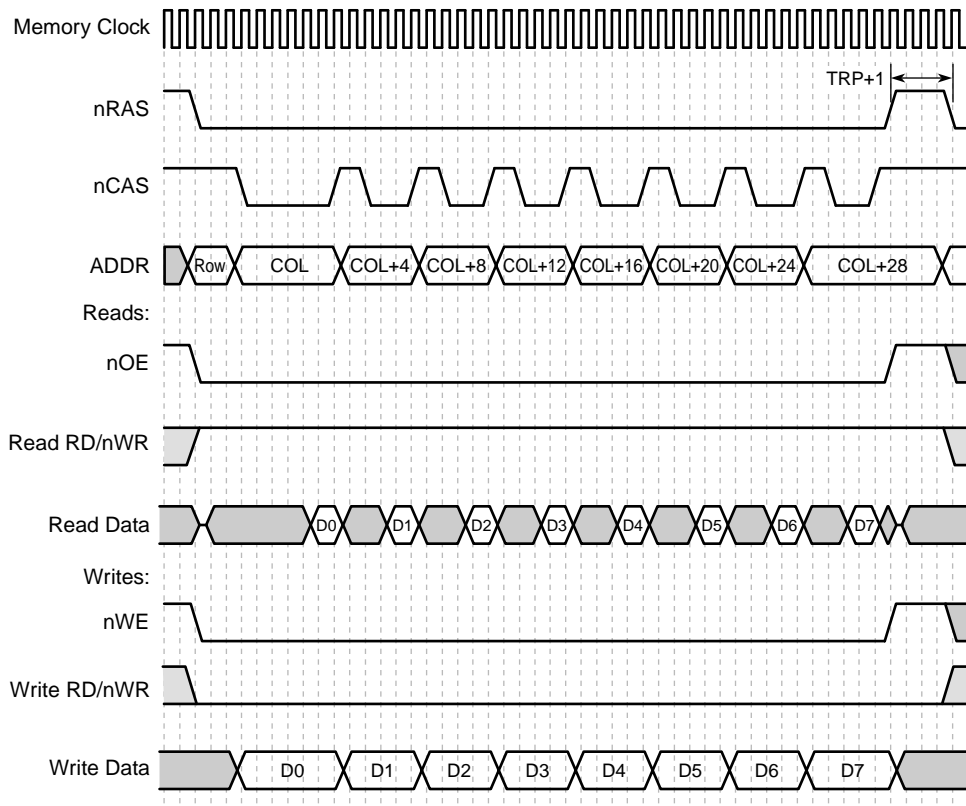 Memory Clock
TRP+1
nRAS
nCAS
ADDR Row COL COL+4 COL+8 COL+12 COL+16 COL+20 COL+24 COL+28
Reads:
nOE
Read RD/nWR
Read Data D0 D1 D2 D3 D4 D5 D6 D7
Writes:
nWE
Write RD/nWR
Write Data D0 D1 D2 D3 D4 D5 D6 D7